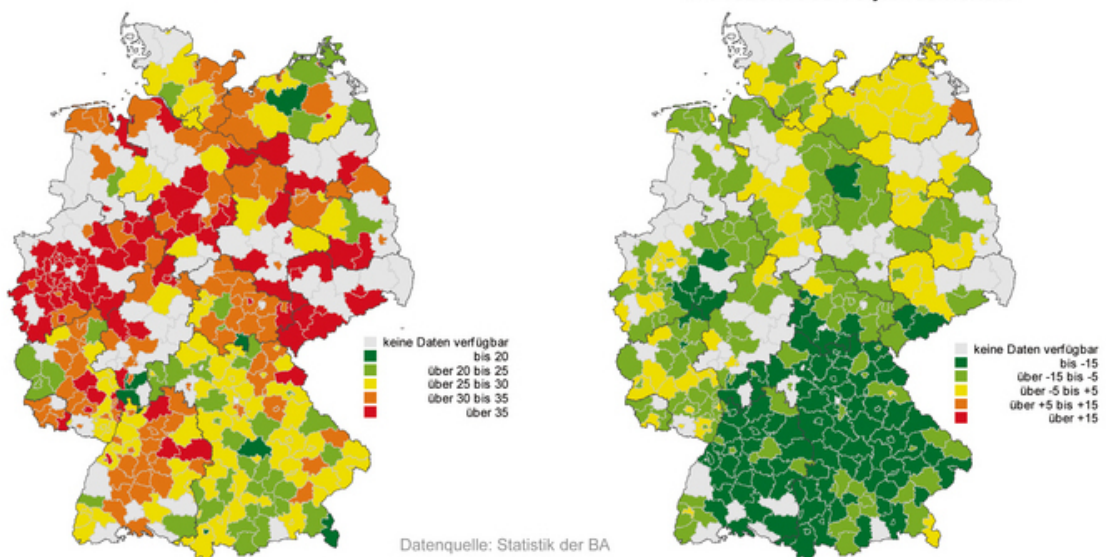 keine Daten verfügbar
bis 20
über 20 bis 25
über 25 bis 30
über 30 bis 35
über 35
keine Daten verfügbar
bis -15
über -15 bis -5
über -5 bis +5
über +5 bis +15
über +15
Datenquelle: Statistik der BA